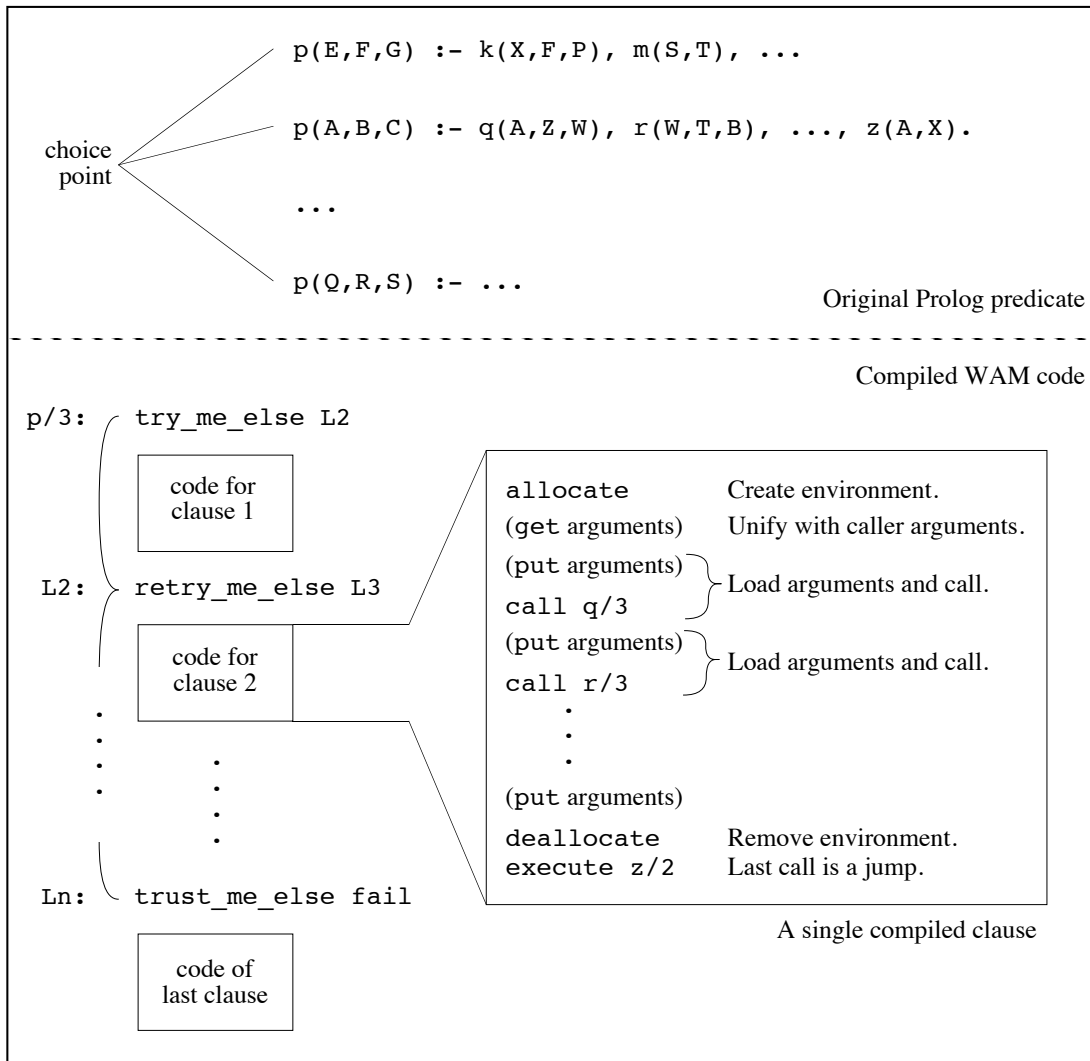 p(E,F,G) :- k(X,F,P), m(S,T), ...
p(A,B,C) :- q(A,Z,W), r(W,T,B), ..., z(A,X).
choice
point
...
p(Q,R,S) :- ...
Original Prolog predicate
Compiled WAM code
p/3: try_me_else L2
code for
clause 1
L2: retry_me_else L3
code for
clause 2
Ln: trust_me_else fail
code of
last clause
allocate Create environment.
(get arguments) Unify with caller arguments.
(put arguments)
call q/3
Load arguments and call.
(put arguments)
call r/3
Load arguments and call.
(put arguments)
deallocate Remove environment.
execute z/2 Last call is a jump.
A single compiled clause